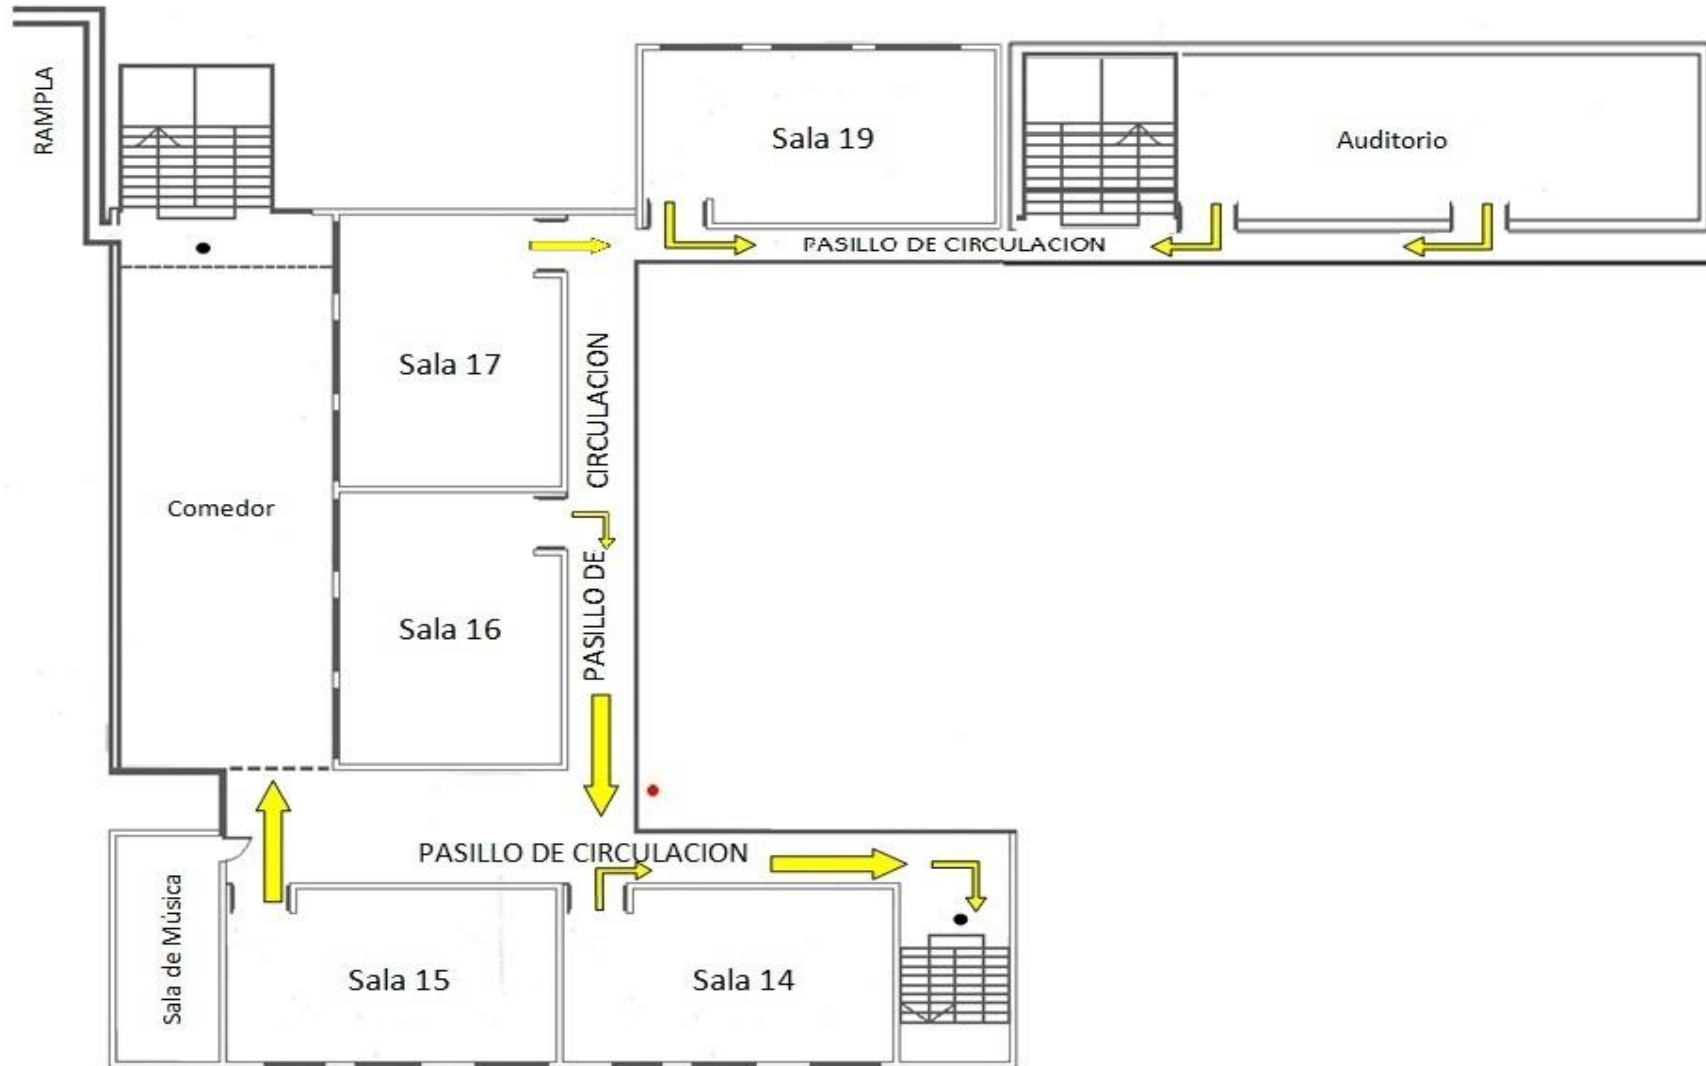 RAMPLA
Sala 19
Auditorio
PASILLO DE CIRCULACION
Sala 17
PASILLO DE CIRCULACION
Comedor
Sala 16
PASILLO DE CIRCULACION
Sala de Música
Sala 15
Sala 14